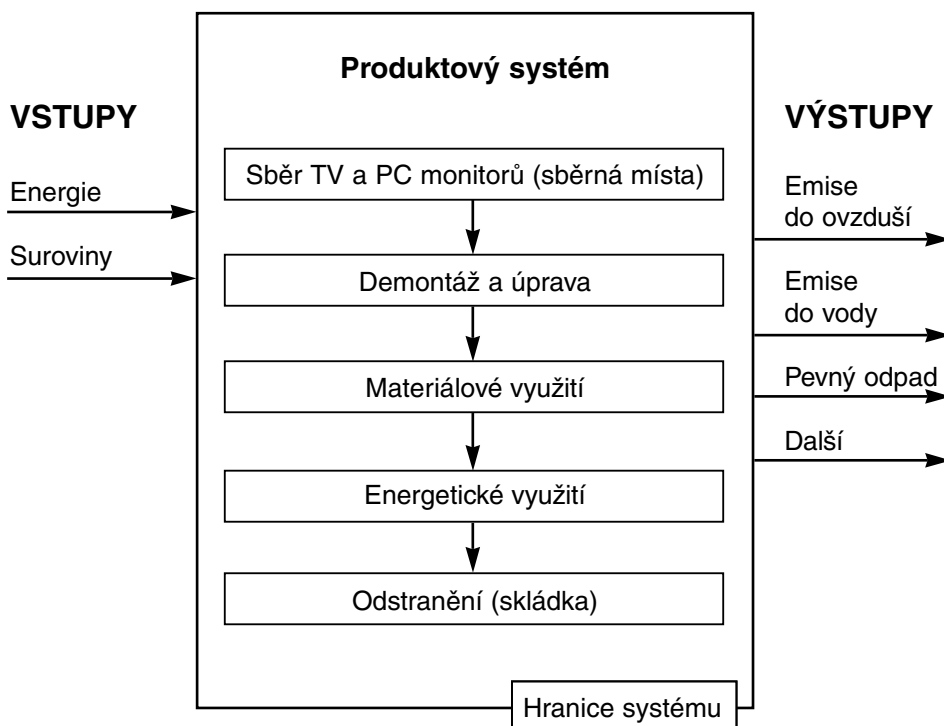 Produktový systém
VSTUPY
Energie
Suroviny
Sběr TV a PC monitorů (sběrná místa)
Demontáž a úprava
Materiálové využití
Energetické využití
Odstranění (skládka)
Hranice systému
VÝSTUPY
Emise
do ovzduší
Emise
do vody
Pevný odpad
Další